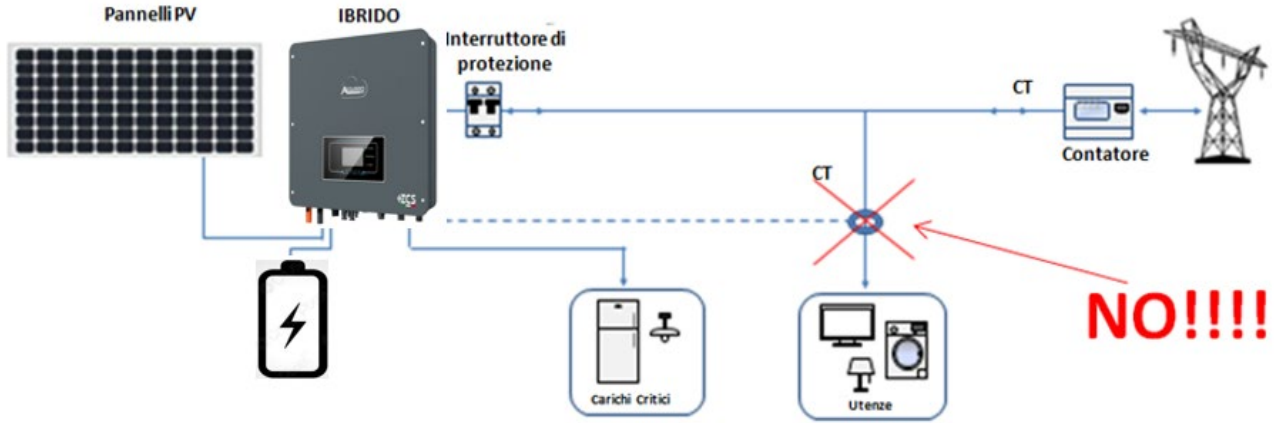 Pannelli PV
IBRIDO
Interruttore di
protezione
CT
Contatore
CT
NO!!!!
Carichi Critici
Utenze